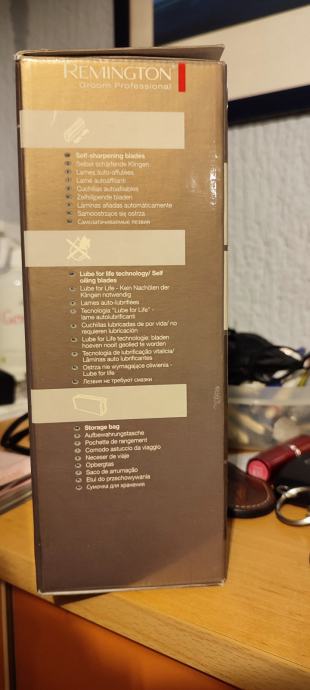 REMINGTON
Groom Professional
Self-sharpening blades
Selbst schärfende Klingen
Lames auto-affutées
Lame autoaffilanti
Cuchillas autoafilables
Zelfslijpende bladen
Lâminas afiadas automaticamente
Samoostrzące się ostrza
Самозатачиваемые лезвия
Lube for life technology/ Self
oiling blades
Lube for Life - Kein Nachölen der
Klingen notwendig
Lames auto-lubrifiées
Tecnologia "Lube for Life" -
lame autolubrificanti
Cuchillas lubricadas de por vida/ no
requieren lubricación
Lube for Life technologie: bladen
hoeven nooit geolied te worden
Tecnologia de lubrificação vitalícia/
Lâminas auto lubrificantes
Ostrza nie wymagające oliwienia -
Lube for life
Лезвия не требуют смазки
Storage bag
Aufbewahrungstasche
Pochette de rangement
Comodo astuccio da viaggio
Neceser de viaje
Opbergtas
Saco de arrumação
Etui do przechowywania
Сумочка для хранения